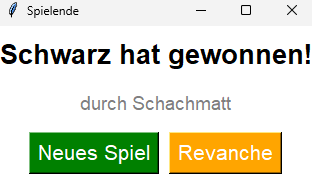 Spielende
Schwarz hat gewonnen!
durch Schachmatt
Neues Spiel Revanche